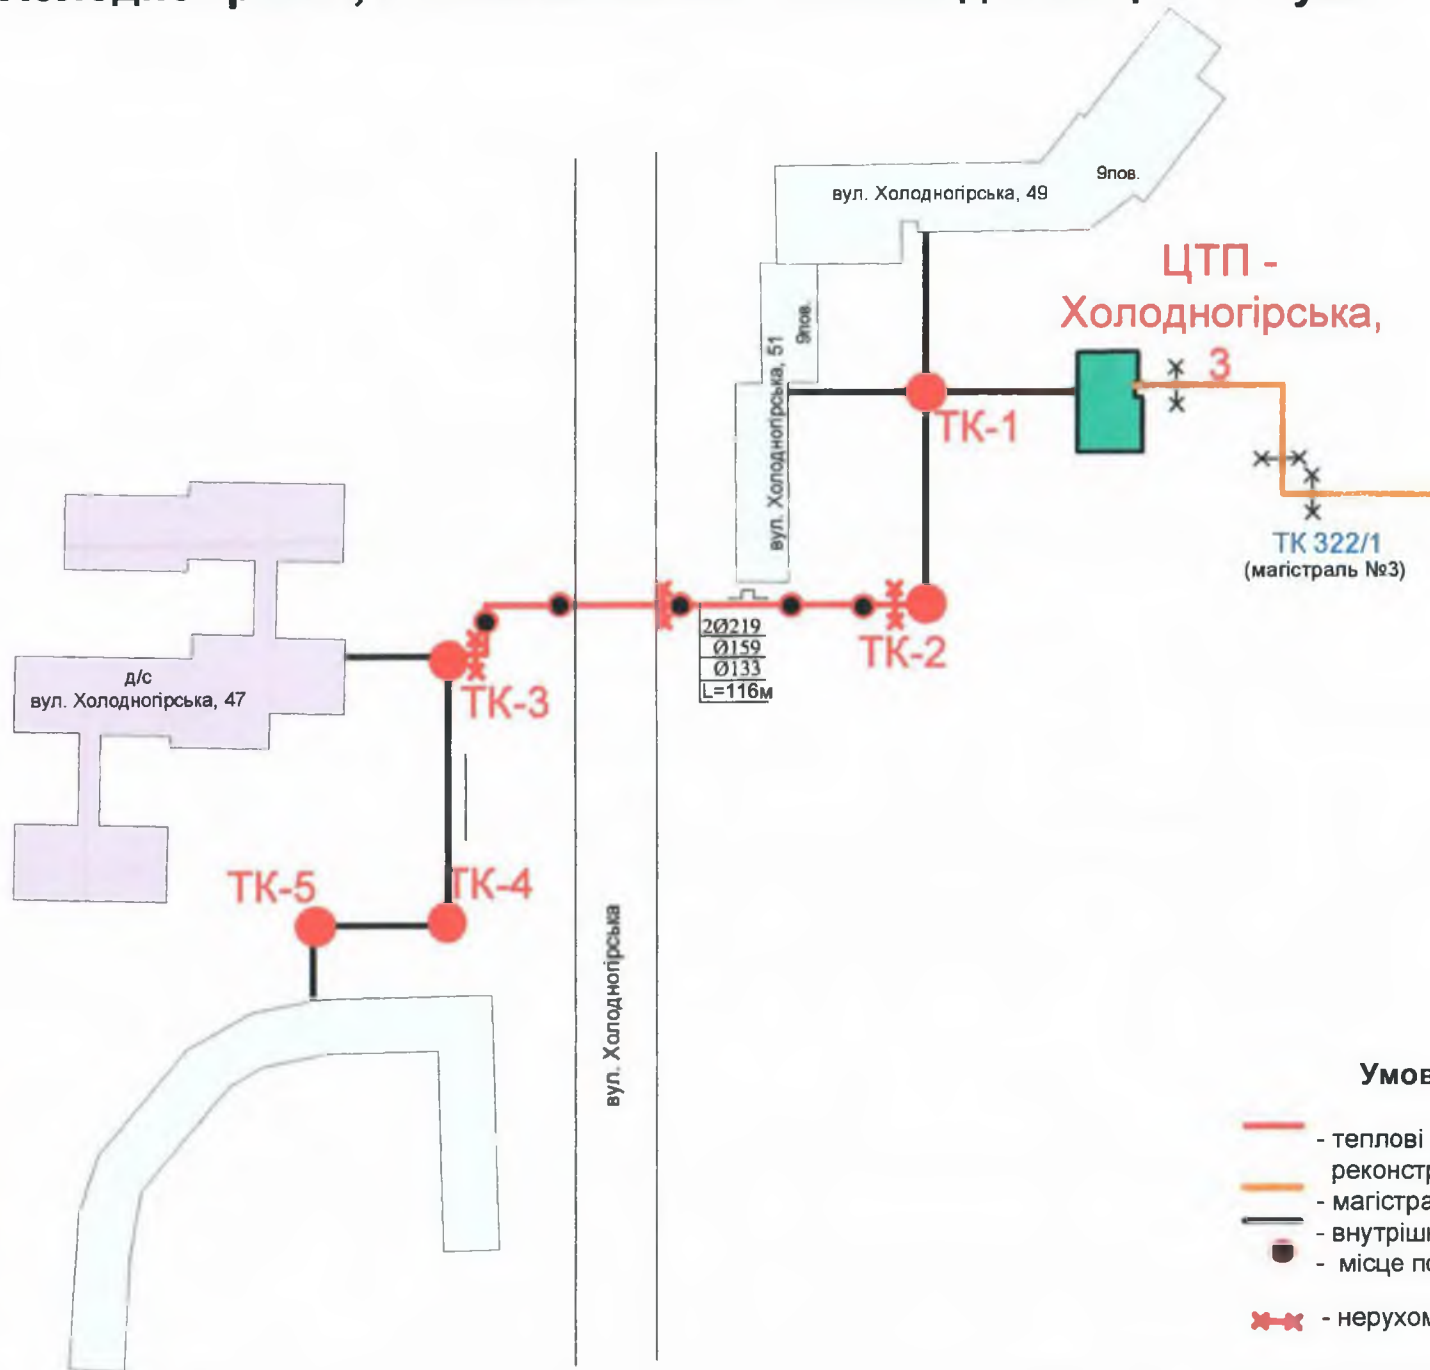 вул. Холодногірська, 49
9пов.
ЦТП -
Холодногірська,
3
9пов.
вул. Холодногірська, 51
ТК-1
ТК 322/1
(магістраль №3)
2Ø219
Ø159
Ø133
L=116м
ТК-2
ТК-3
д/с
вул. Холодногірська, 47
ТК-5
ТК-4
вул. Холодногірська
Умов
- теплові
реконстр
- магістра
- внутрішн
- місце по
- нерухом